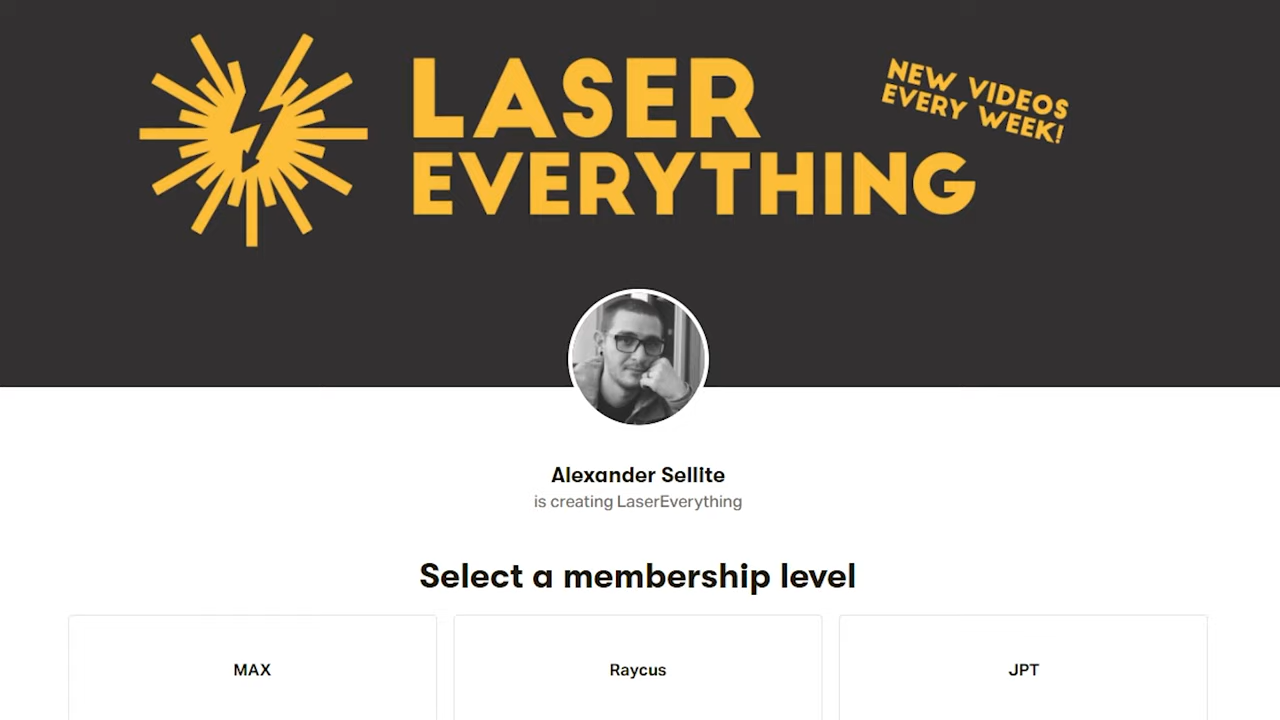 LASER
EVERYTHING
NEW VIDEOS
EVERY WEEK!
Alexander Sellite
is creating LaserEverything
Select a membership level
MAX
Raycus
JPT